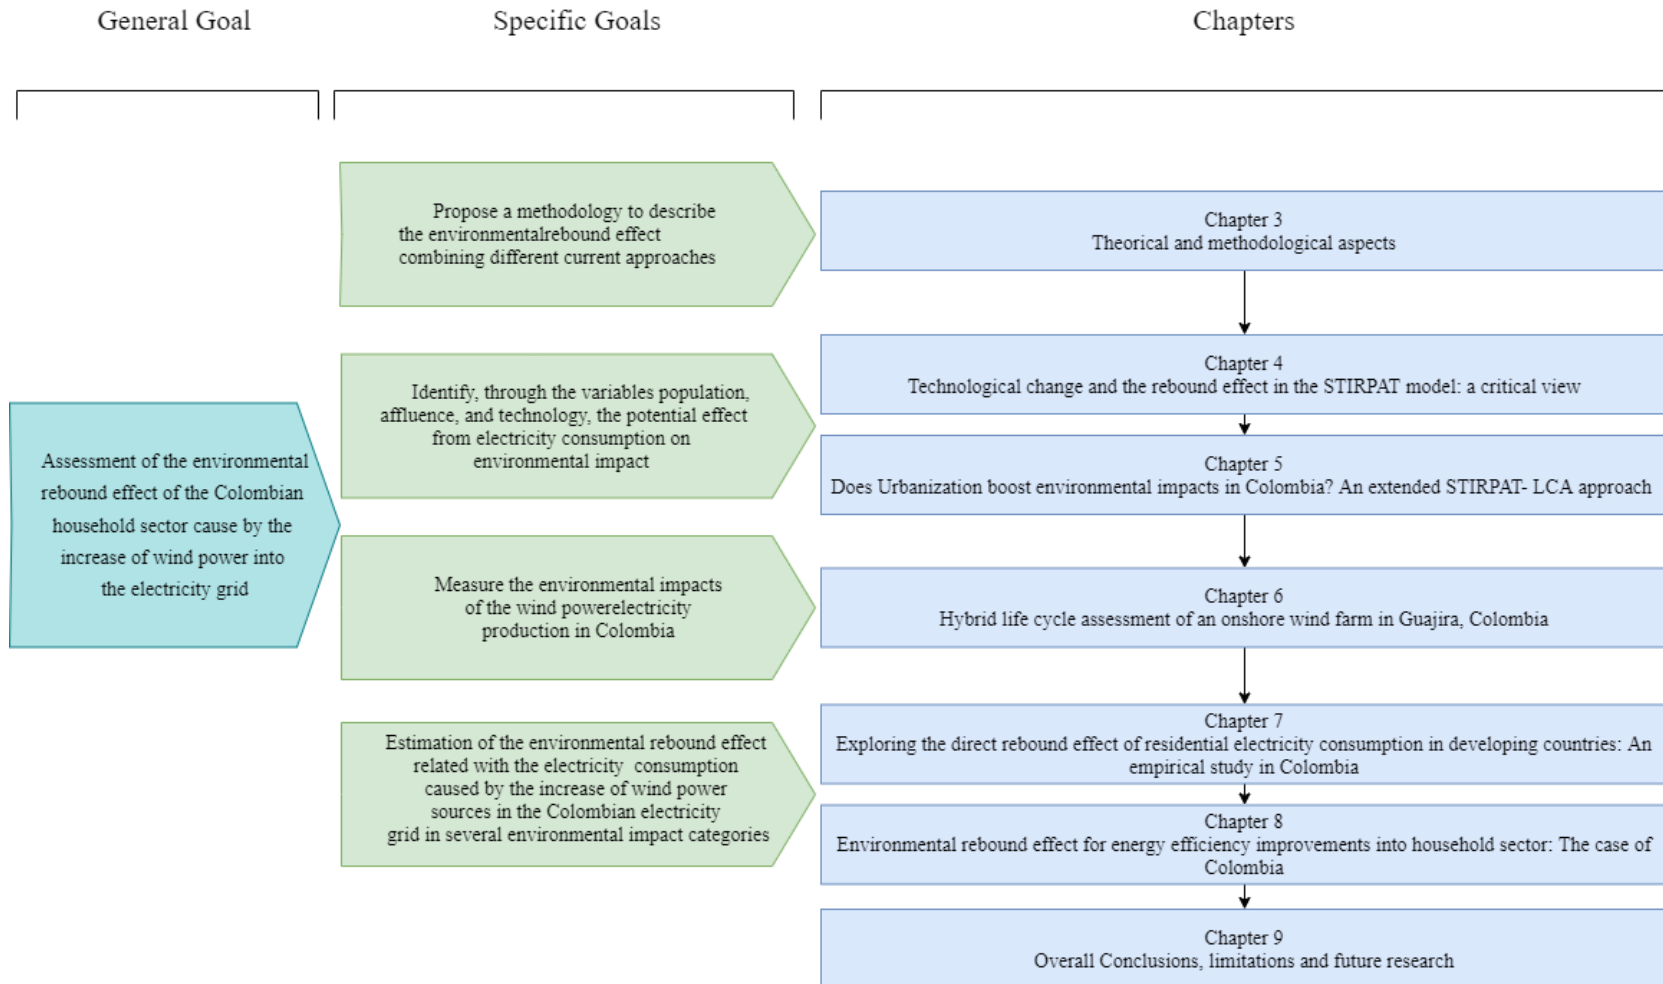 General Goal
Specific Goals
Chapters
Assessment of the environmental
rebound effect of the Colombian
household sector cause by the
increase of wind power into
the electricity grid
Propose a methodology to describe
the environmentalrebound effect
combining different current approaches
Identify, through the variables population,
affluence, and technology, the potential effect
from electricity consumption on
environmental impact
Measure the environmental impacts
of the wind powerelectricity
production in Colombia
Estimation of the environmental rebound effect
related with the electricity consumption
caused by the increase of wind power
sources in the Colombian electricity
grid in several environmental impact categories
Chapter 3
Theorical and methodological aspects
Chapter 4
Technological change and the rebound effect in the STIRPAT model: a critical view
Chapter 5
Does Urbanization boost environmental impacts in Colombia? An extended STIRPAT- LCA approach
Chapter 6
Hybrid life cycle assessment of an onshore wind farm in Guajira, Colombia
Chapter 7
Exploring the direct rebound effect of residential electricity consumption in developing countries: An
empirical study in Colombia
Chapter 8
Environmental rebound effect for energy efficiency improvements into household sector: The case of
Colombia
Chapter 9
Overall Conclusions, limitations and future research